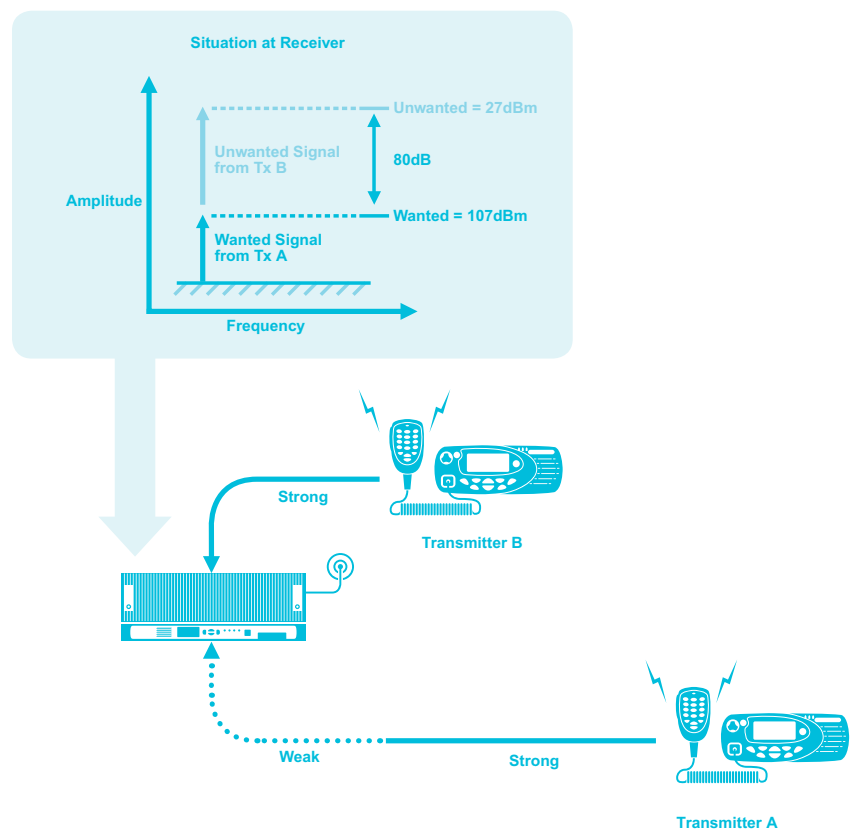 Situation at Receiver
Unwanted = 27dBm
Unwanted Signal
from Tx B
80dB
Amplitude
Wanted = 107dBm
Wanted Signal
from Tx A
Frequency
Strong
Transmitter B
Weak
Strong
Transmitter A